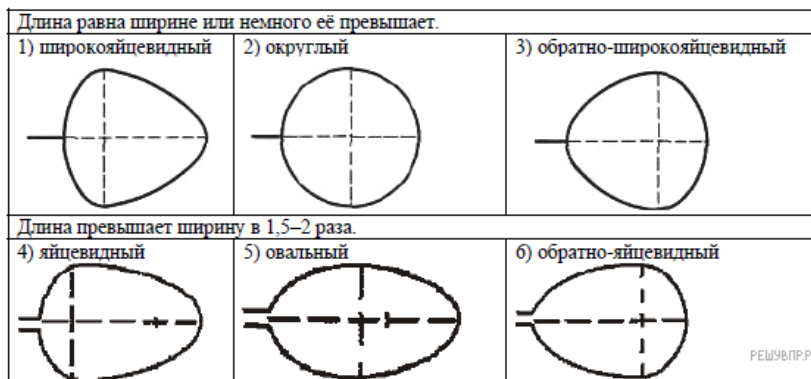 Длина равна ширине или немного её превышает.
1) широкояйцевидный 2) округлый 3) обратно-широкояйцевидный
Длина превышает ширину в 1,5–2 раза.
4) яйцевидный 5) овальный 6) обратно-яйцевидный
РЕШУВПР.Р